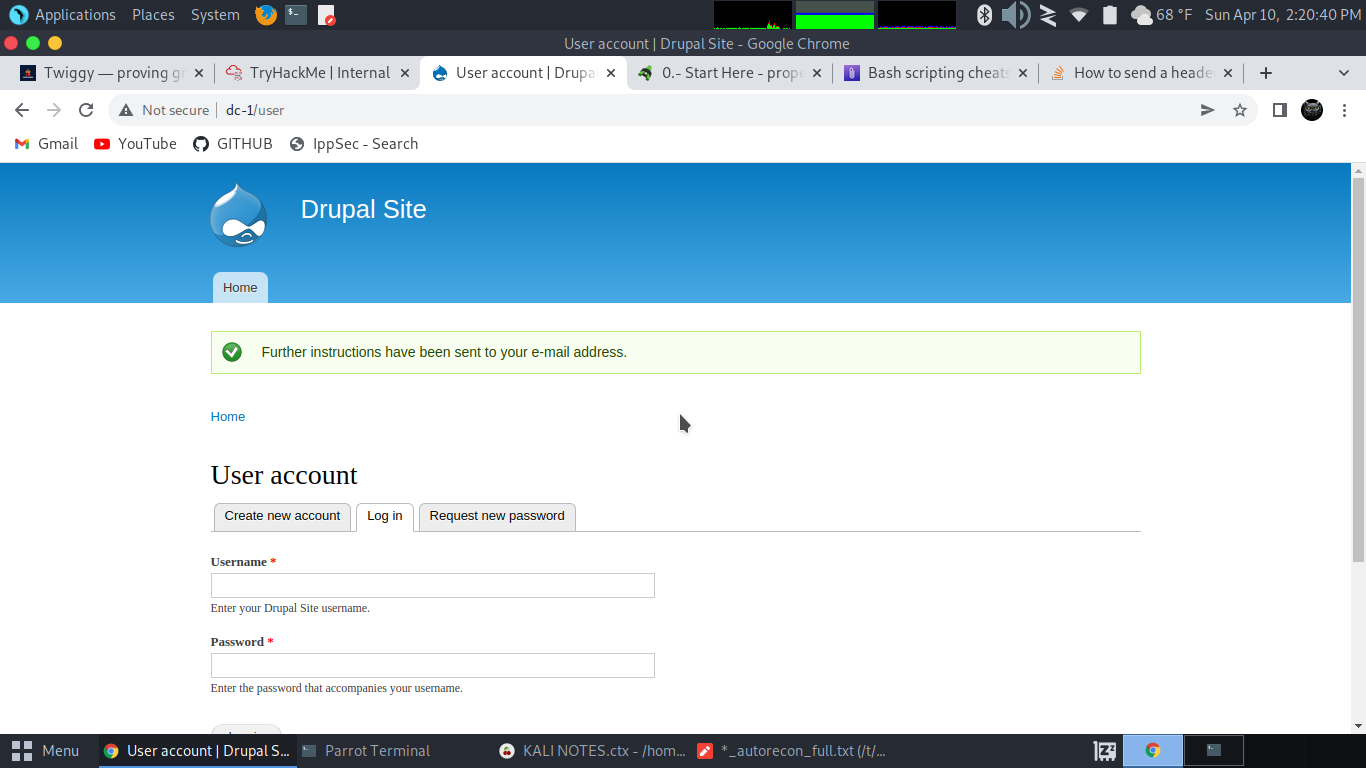 Applications Places System 68 °F Sun Apr 10, 2:20:40 PM
User account | Drupal Site - Google Chrome
Twiggy — proving gr TryHackMe | Internal User account | Drupa 0.- Start Here - prope Bash scripting cheats How to send a heade
Not secure dc-1/user
Gmail YouTube GITHUB IppSec - Search
Drupal Site
Home
Further instructions have been sent to your e-mail address.
Home
User account
Create new account Log in Request new password
Username *
Enter your Drupal Site username.
Password *
Enter the password that accompanies your username.
Menu User account | Drupal S... Parrot Terminal KALI NOTES.ctx - /hom... *_autorecon_full.txt (/t/...